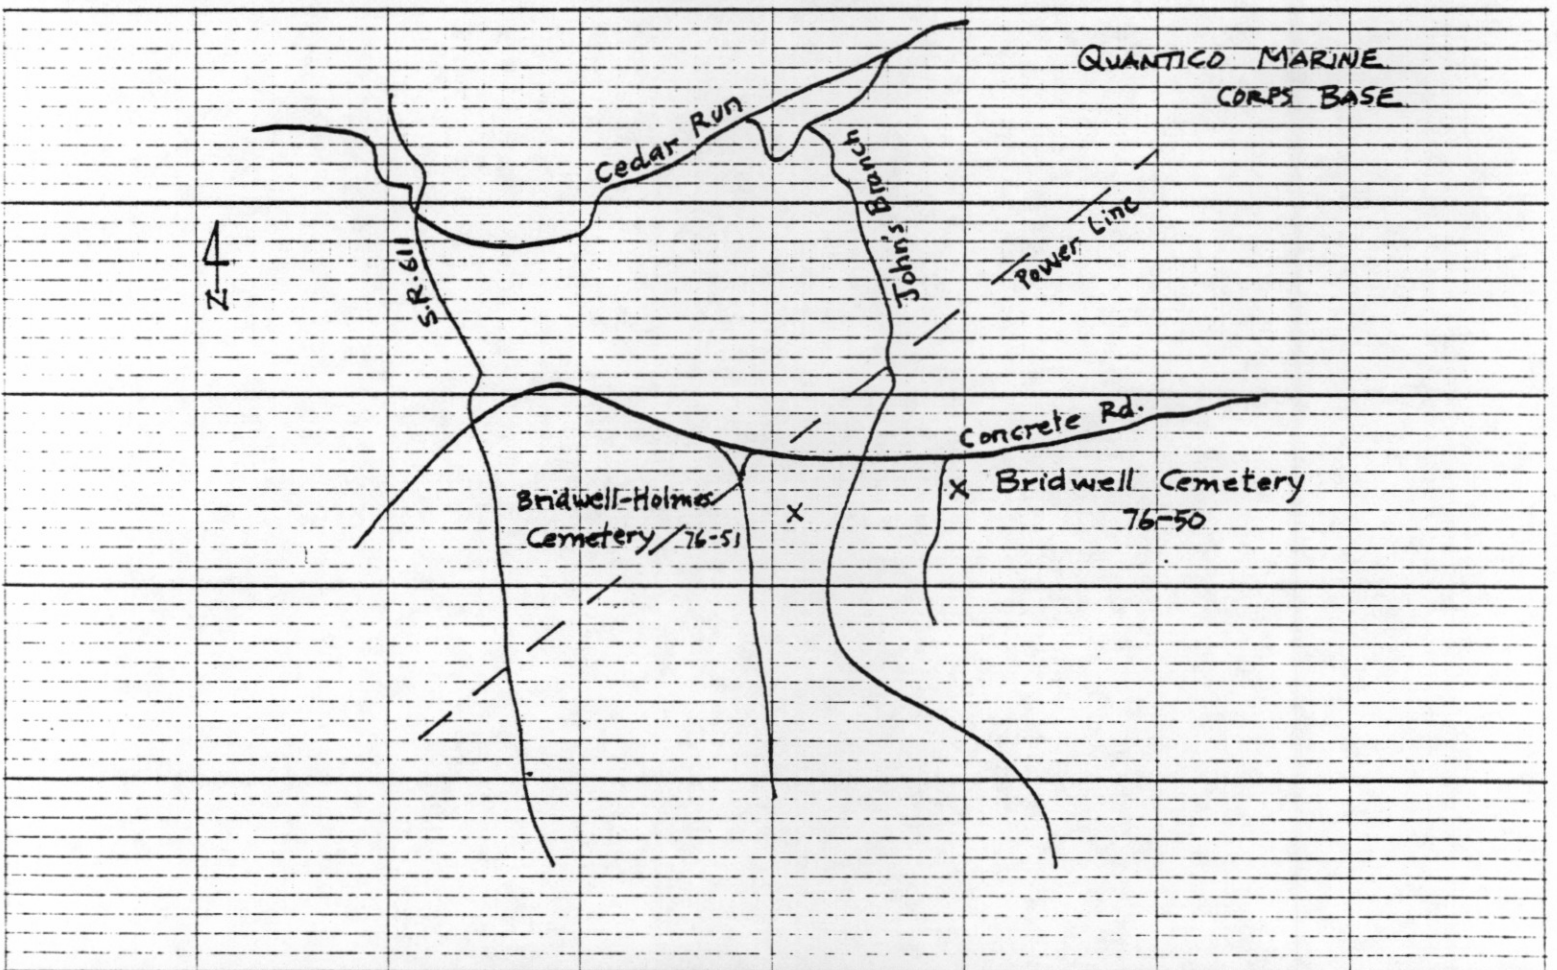 QUANTICO MARINE
CORPS BASE
Cedar Run
John's' Branch
Power Line
N
S.R. 611
Concrete Rd.
Bridwell-Holmes
Cemetery 76-51
X
X Bridwell Cemetery
76-50